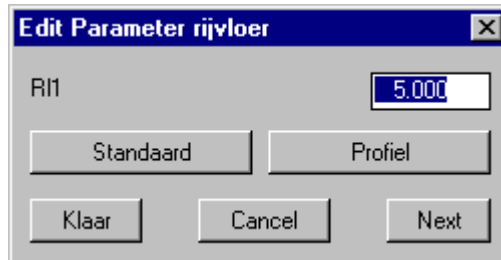 Edit Parameter rijvloer
Rl1 5.000
Standaard Profiel
Klaar Cancel Next